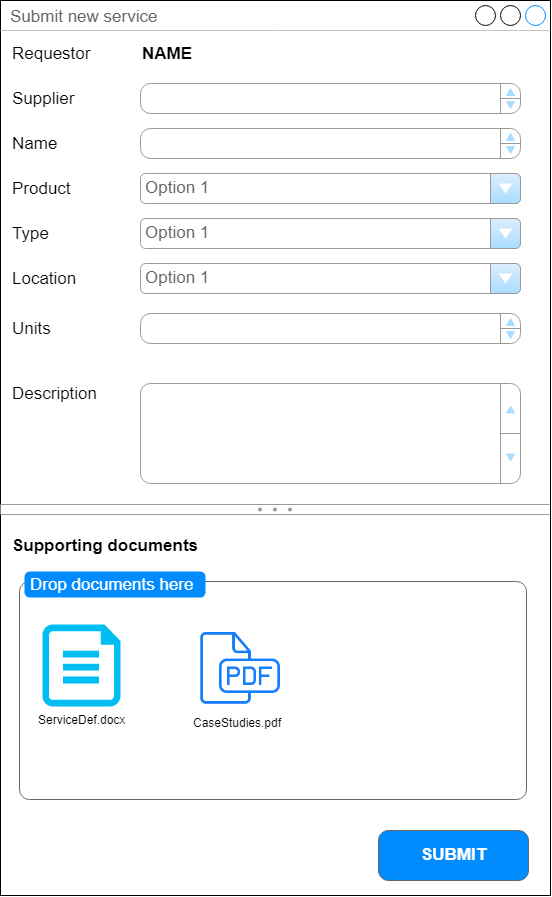 Submit new service
Requestor NAME
Supplier
Name
Product Option 1
Type Option 1
Location Option 1
Units
Description
Supporting documents
Drop documents here
PDF
ServiceDef.docx CaseStudies.pdf
SUBMIT